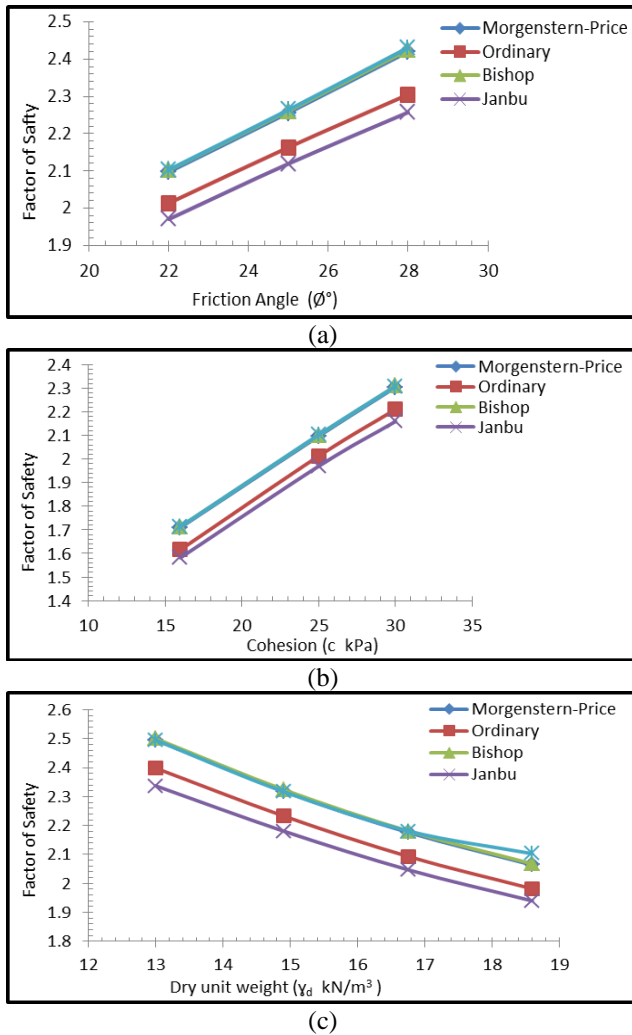 2.5
2.4
2.3
2.2
2.1
2
1.9
Factor of Safty
20 22 24 26 28 30
Friction Angle (Ø°)
Morgenstern-Price
Ordinary
Bishop
Janbu
(a)
2.4
2.3
2.2
2.1
2
1.9
1.8
1.7
1.6
1.5
1.4
Factor of Safety
10 15 20 25 30 35
Cohesion (c kPa)
Morgenstern-Price
Ordinary
Bishop
Janbu
(b)
2.6
2.5
2.4
2.3
2.2
2.1
2
1.9
1.8
Factor of Safety
12 13 14 15 16 17 18 19
Dry unit weight (ɣd kN/m³)
Morgenstern-Price
Ordinary
Bishop
Janbu
(c)